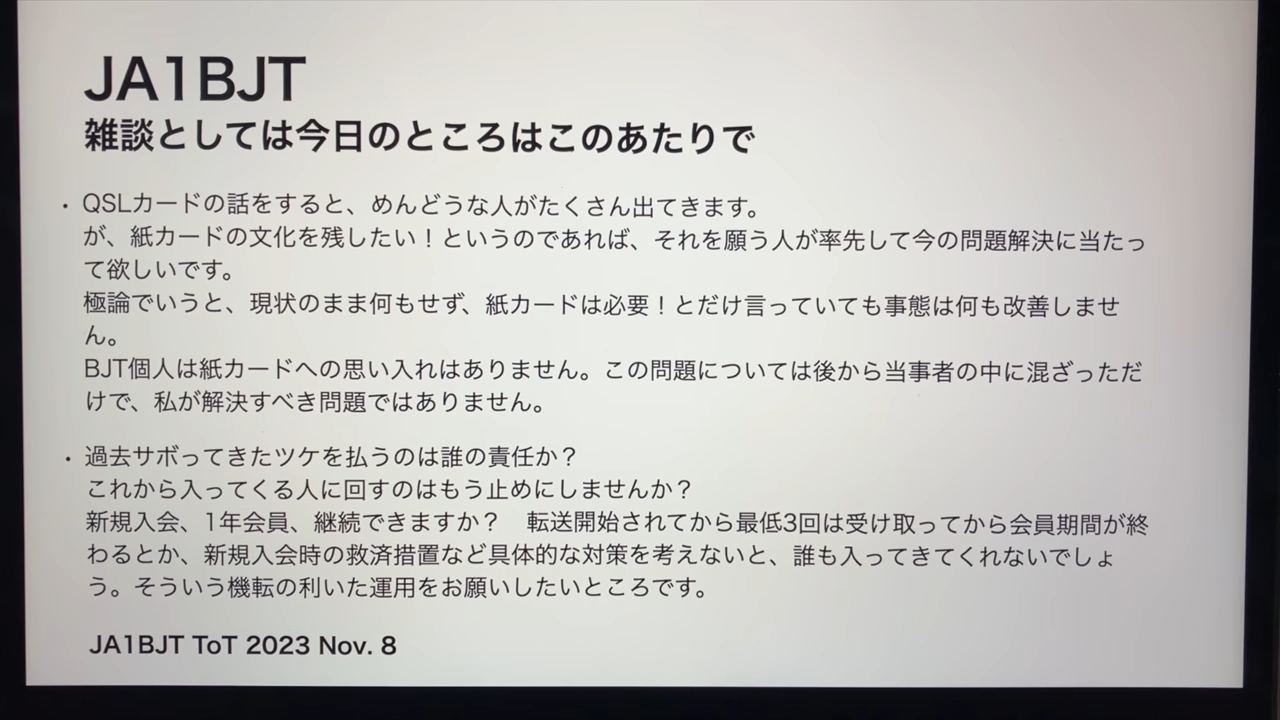 JA1BJT
雑談としては今日のところはこのあたりで
・QSLカードの話をすると、めんどうな人がたくさん出てきます。
が、紙カードの文化を残したい！というのであれば、それを願う人が率先して今の問題解決に当たっ
て欲しいです。
極論でいうと、現状のまま何もせず、紙カードは必要！とだけ言っていても事態は何も改善しませ
ん。
BJT個人は紙カードへの思い入れはありません。この問題については後から当事者の中に混ざっただ
けで、私が解決すべき問題ではありません。
・過去サボってきたツケを払うのは誰の責任か？
これから入ってくる人に回すのはもう止めにしませんか？
新規入会、1年会員、継続できますか？　転送開始されてから最低3回は受け取ってから会員期間が終
わるとか、新規入会時の救済措置など具体的な対策を考えないと、誰も入ってきてくれないでしょ
う。そういう機転の利いた運用をお願いしたいところです。
JA1BJT ToT 2023 Nov. 8